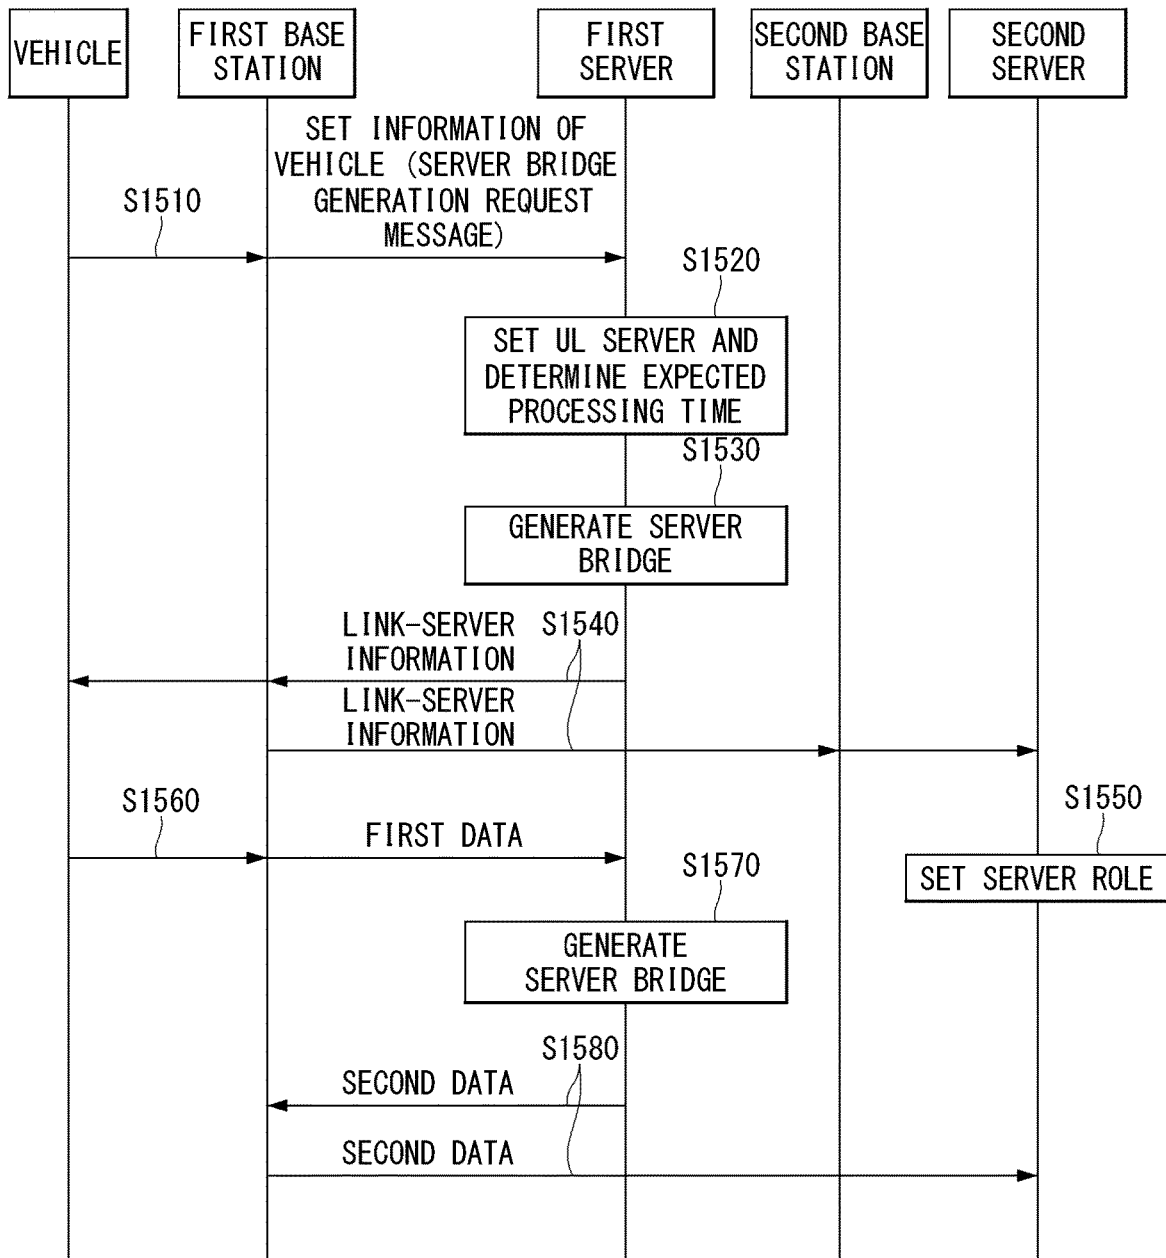 VEHICLE
FIRST BASE
STATION
FIRST
SERVER
SECOND BASE
STATION
SECOND
SERVER
SET INFORMATION OF
VEHICLE (SERVER BRIDGE
GENERATION REQUEST
MESSAGE)
S1510
S1520
SET UL SERVER AND
DETERMINE EXPECTED
PROCESSING TIME
S1530
GENERATE SERVER
BRIDGE
LINK-SERVER
INFORMATION
S1540
LINK-SERVER
INFORMATION
S1560
FIRST DATA
S1550
SET SERVER ROLE
S1570
GENERATE
SERVER BRIDGE
S1580
SECOND DATA
SECOND DATA